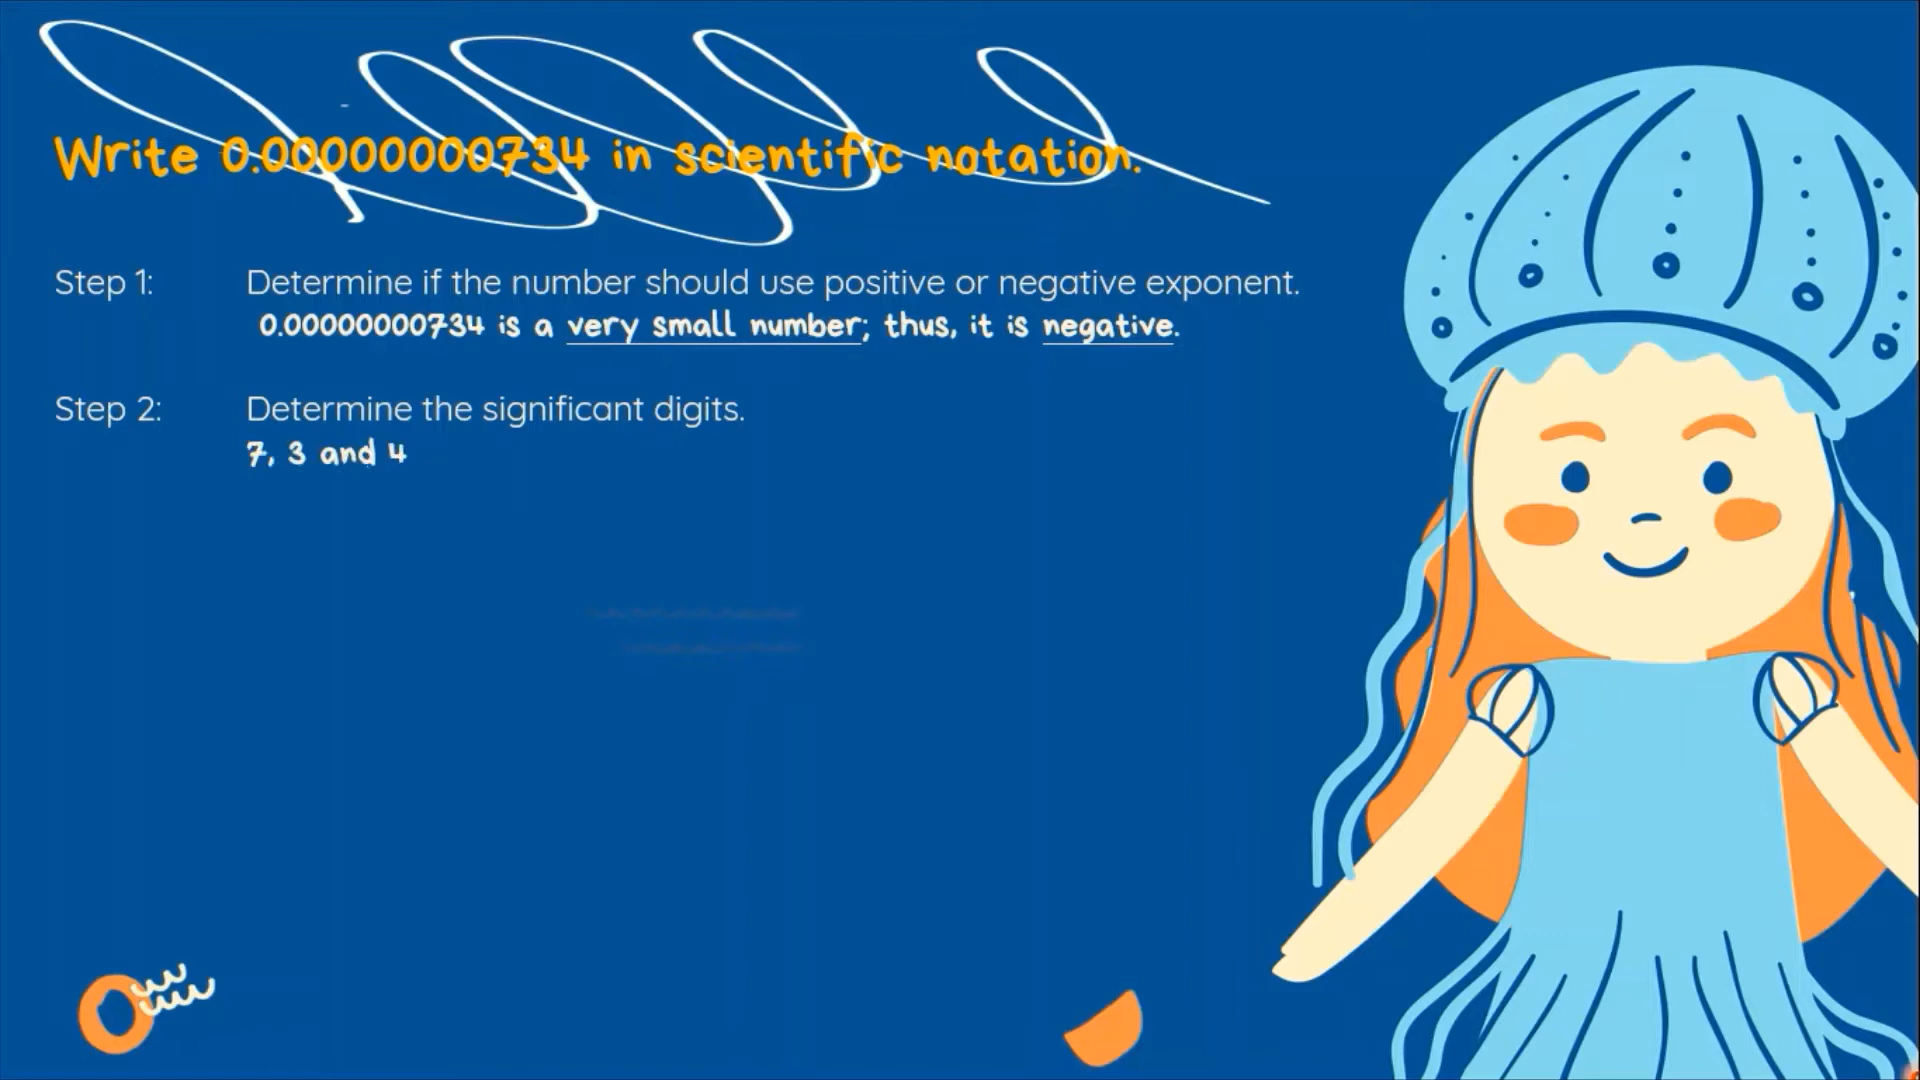 Write 0.00000000734 in scientific notation.
Step 1: Determine if the number should use positive or negative exponent.
0.00000000734 is a very small number; thus, it is negative.
Step 2: Determine the significant digits.
7, 3 and 4